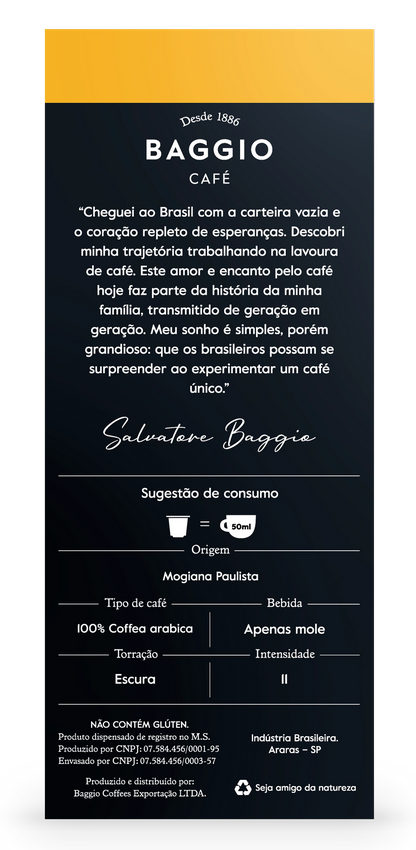 Desde 1886
BAGGIO
CAFÉ
“Cheguei ao Brasil com a carteira vazia e
o coração repleto de esperanças. Descobri
minha trajetória trabalhando na lavoura
de café. Este amor e encanto pelo café
hoje faz parte da história da minha
família, transmitido de geração em
geração. Meu sonho é simples, porém
grandioso: que os brasileiros possam se
surpreender ao experimentar um café
único.”
Salvatore Baggio
Sugestão de consumo
= 50ml
Origem
Mogiana Paulista
Tipo de café
Bebida
100% Coffea arabica
Apenas mole
Torração
Intensidade
Escura
11
NÃO CONTÉM GLÚTEN.
Produto dispensado de registro no M.S.
Produzido por CNPJ: 07.584.456/0001-95
Envasado por CNPJ: 07.584.456/0003-57
Produzido e distribuído por:
Baggio Coffees Exportação LTDA.
Indústria Brasileira.
Araras – SP
Seja amigo da natureza